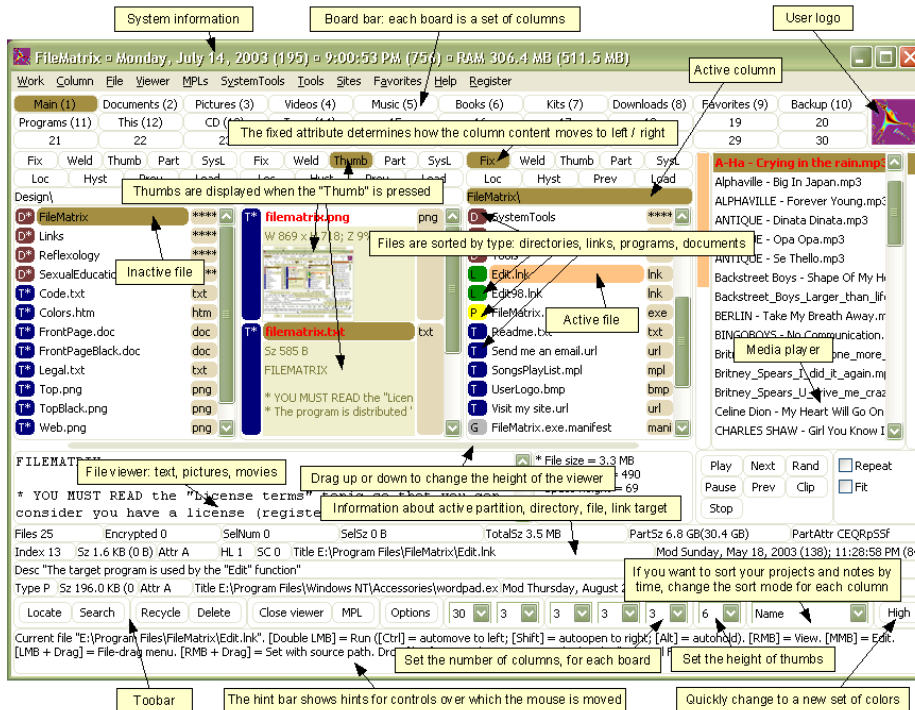 System information
Board bar: each board is a set of columns
User logo
FileMatrix ¤ Monday, July 14, 2003 (195) ¤ 9:00:53 PM (756) ¤ RAM 306.4 MB (511.5 MB)
Active column
Work Column File Viewer MPLs SystemTools Tools Sites Favorites Help Register
Main (1) Documents (2) Pictures (3) Videos (4) Music (5) Books (6) Kits (7) Downloads (8) Favorites (9) Backup (10)
Programs (11) This (12) 19 20
21 22 29 30
The fixed attribute determines how the column content moves to left / right
Fix Weld Thumb Part SysL Fix Weld Thumb Part SysL Fix Weld Thumb Part SysL
Loc Hyst Loc Hyst Prev Load
Thumbs are displayed when the "Thumb" is pressed
Design\
FileMatrix\
D* FileMatrix ****
D* Links ****
D* Reflexology
D*
Inactive file
T* Code.txt txt
T* Colors.htm htm
T* FrontPage.doc doc
T* FrontPageBlack.doc doc
T* Legal.txt txt
T* Top.png png
T* TopBlack.png png
T* Web.png png
T* filematrix.png png
T* filematrix.txt txt
Sz 585 B
FILEMATRIX
* YOU MUST READ the "Licen
* The program is distributed '
D SystemTools ****
Files are sorted by type: directories, links, programs, documents
Tools
L Edit.lnk lnk
L Edit98.lnk lnk
P FileMatrix. exe
Active file
T Readme.txt txt
T Send me an email.url url
T SongsPlayList.mpl mpl
T UserLogo.bmp bmp
T Visit my site.url url
G FileMatrix.exe.manifest mani
A-Ha - Crying in the rain.mp3
Alphaville - Big In Japan.mp3
ALPHAVILLE - Forever Young.mp3
ANTIQUE - Dinata Dinata.mp3
ANTIQUE - Opa Opa.mp3
ANTIQUE - Se Thello.mp3
Backstreet Boys - Shape Of My H
Backstreet_Boys_Larger_than_lif
BERLIN - Take My Breath Away.m
BINGOBOYS - No Communication.
Media player
Britney_Spears_I_did_it_again.mp
Celine Dion - My Heart Will Go On
CHARLES SHAW - Girl You Know I
FILEMATRIX
File viewer: text, pictures, movies
* YOU MUST READ the "License terms"
consider you have a license (registe
* File size = 3.3 MB
Drag up or down to change the height of the viewer
Information about active partition, directory, file, link target
Play Next Rand Repeat
Pause Prev Clip Fit
Stop
Files 25 Encrypted 0 SelNum 0 SelSz 0 B TotalSz 3.5 MB PartSz 6.8 GB(30.4 GB) PartAttr CEQRpSSf
Index 13 Sz 1.6 KB (0 B) Attr A HL 1 SC 0 Title E:\Program Files\FileMatrix\Edit.lnk Mod Sunday, May 18, 2003 (138); 11:28:58 PM (8
Desc "The target program is used by the "Edit" function"
Type P Sz 196.0 KB (0 Attr A Title E:\Program Files\Windows NT\Accessories\wordpad.ex Mod Thursday, August 2
If you want to sort your projects and notes by
time, change the sort mode for each column
Locate Search Recycle Delete Close viewer MPL Options 30 3 3 3 3 3 6 Name High
Current file "E:\Program Files\FileMatrix\Edit.lnk". [Double LMB] = Run ([Ctrl] = automove to left; [Shift] = autoopen to right; [Alt] = autohold). [RMB] = View. [MMB] = Edit.
[LMB + Drag] = File-drag menu. [RMB + Drag] = Set with source path.
Set the number of columns, for each board
Set the height of thumbs
Toobar
The hint bar shows hints for controls over which the mouse is moved
Quickly change to a new set of colors